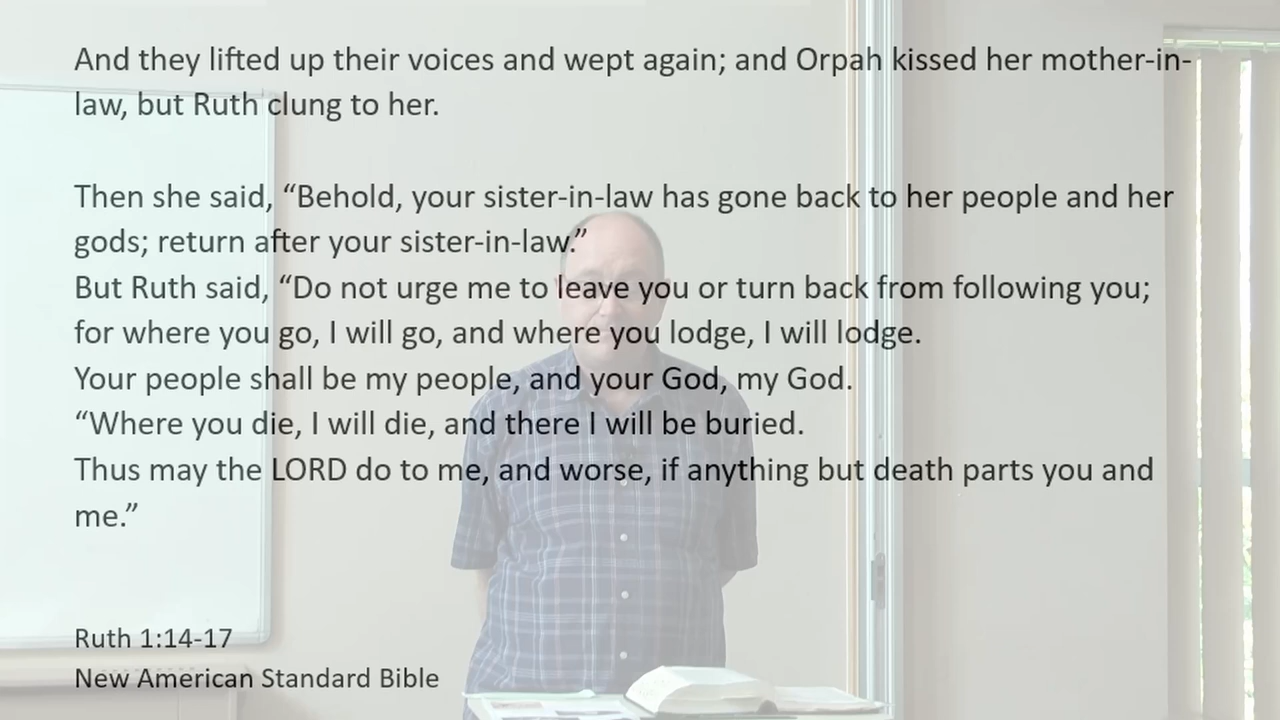 And they lifted up their voices and wept again; and Orpah kissed her mother-in-
law, but Ruth clung to her.
Then she said, “Behold, your sister-in-law has gone back to her people and her
gods; return after your sister-in-law.”
But Ruth said, “Do not urge me to leave you or turn back from following you;
for where you go, I will go, and where you lodge, I will lodge.
Your people shall be my people, and your God, my God.
“Where you die, I will die, and there I will be buried.
Thus may the LORD do to me, and worse, if anything but death parts you and
me.”
Ruth 1:14-17
New American Standard Bible